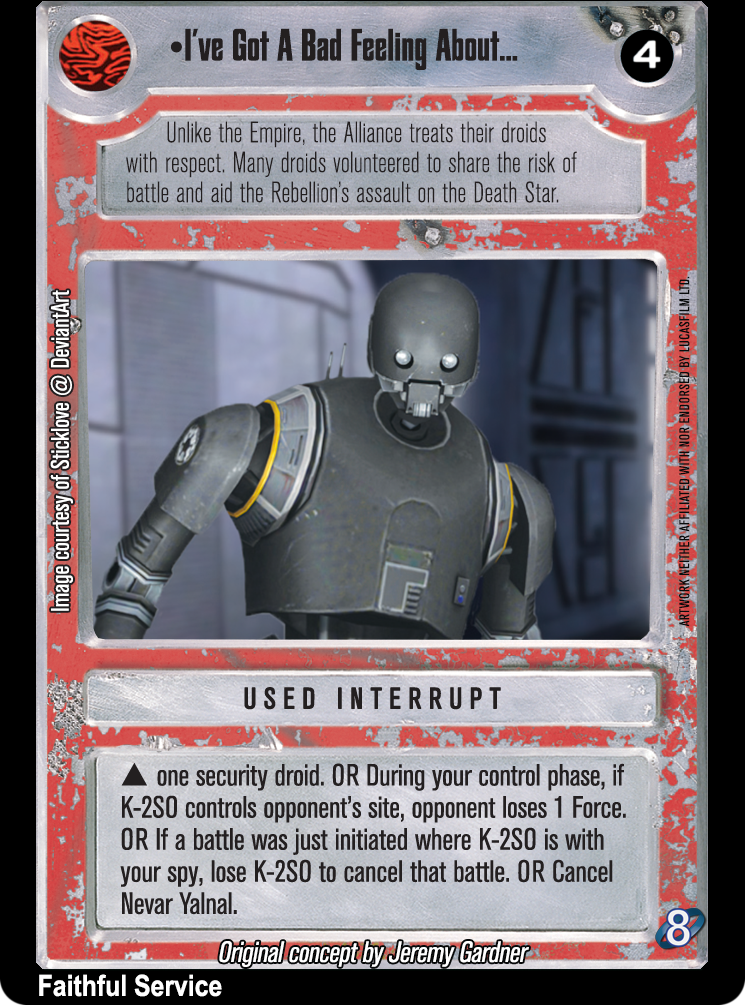 •I've Got A Bad Feeling About...
4
Unlike the Empire, the Alliance treats their droids
with respect. Many droids volunteered to share the risk of
battle and aid the Rebellion's assault on the Death Star.
Image courtesy of Sticklove @ DeviantArt
ARTWORK NEITHER AFFILIATED WITH NOR ENDORSED BY LUCASFILM LTD.
USED INTERRUPT
▲ one security droid. OR During your control phase, if
K-2SO controls opponent's site, opponent loses 1 Force.
OR If a battle was just initiated where K-2SO is with
your spy, lose K-2SO to cancel that battle. OR Cancel
Nevar Yalnal.
8
Original concept by Jeremy Gardner
Faithful Service